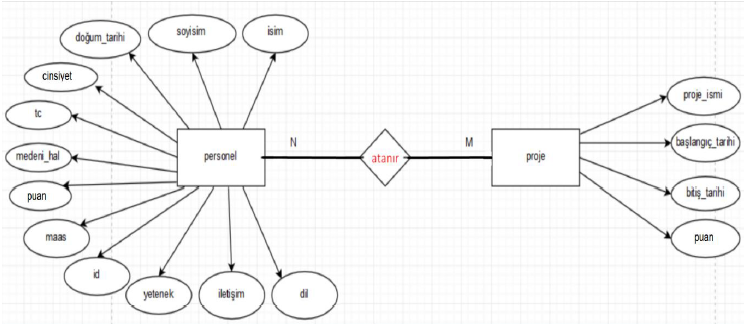 doğum_tarihi
soyisim
isim
cinsiyet
tc
medeni_hal
puan
maas
id
yetenek
iletişim
dil
personel
N
atanır
M
proje
proje_ismi
başlangıç_tarihi
bitiş_tarihi
puan